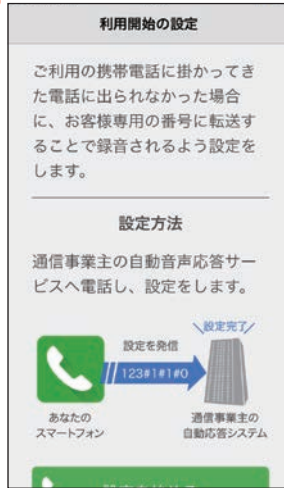 利用開始の設定
ご利用の携帯電話に掛かってき
た電話に出られなかった場合
に、お客様専用の番号に転送す
ることで録音されるよう設定を
します。
設定方法
通信事業主の自動音声応答サー
ビスへ電話し、設定をします。
設定完了
設定を発信
123#1#1#0
あなたの
スマートフォン
通信事業主の
自動応答システム